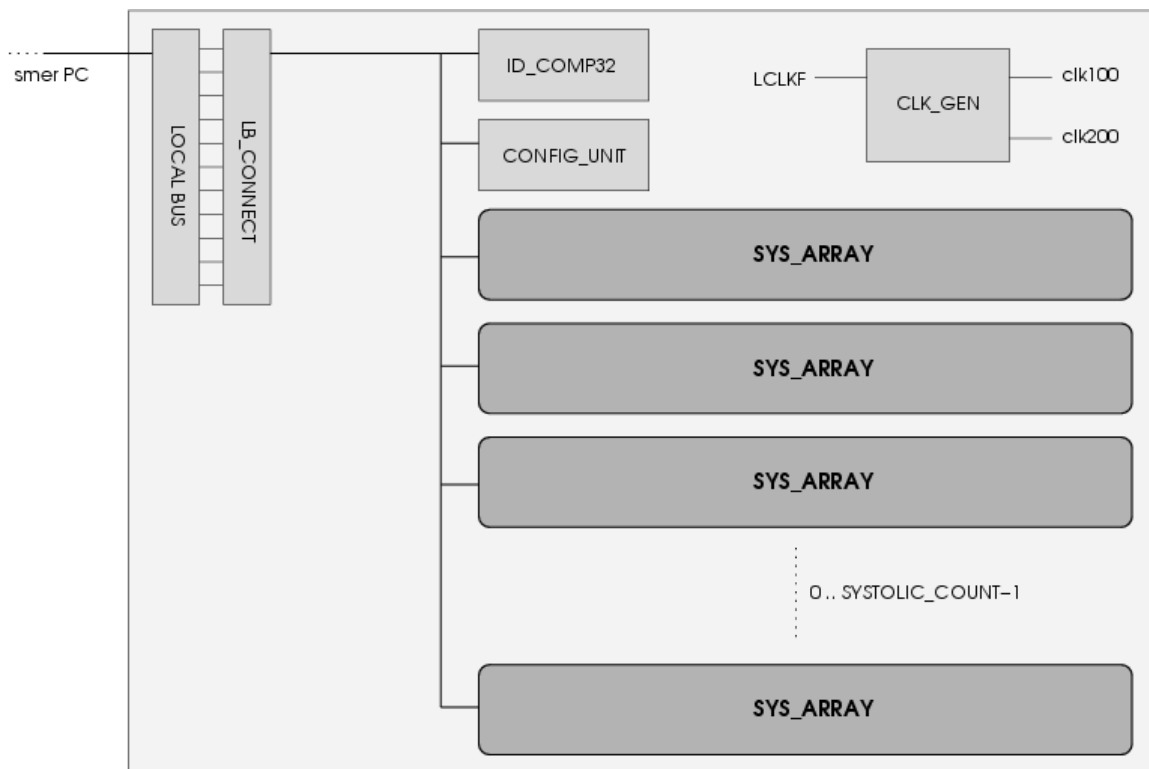 smer PC
LOCAL BUS
LB_CONNECT
ID_COMP32
CONFIG_UNIT
LCLKF
CLK_GEN
clk100
clk200
SYS_ARRAY
SYS_ARRAY
SYS_ARRAY
0 .. SYSTOLIC_COUNT–1
SYS_ARRAY